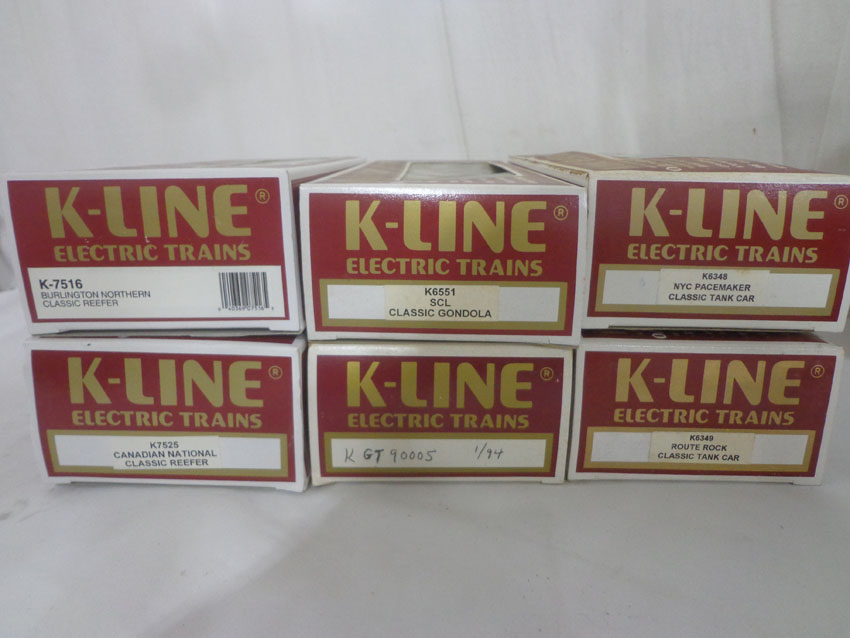 K-LINE®
ELECTRIC TRAINS
K-7516
BURLINGTON NORTHERN
CLASSIC REEFER
K-LINE®
ELECTRIC TRAINS
K6551
SCL
CLASSIC GONDOLA
K-LINE®
ELECTRIC TRAINS
K6348
NYC PACEMAKER
CLASSIC TANK CAR
K-LINE®
ELECTRIC TRAINS
K7525
CANADIAN NATIONAL
CLASSIC REEFER
K-LINE®
ELECTRIC TRAINS
K GT 90005 1/94
K-LINE®
ELECTRIC TRAINS
K6349
ROUTE ROCK
CLASSIC TANK CAR